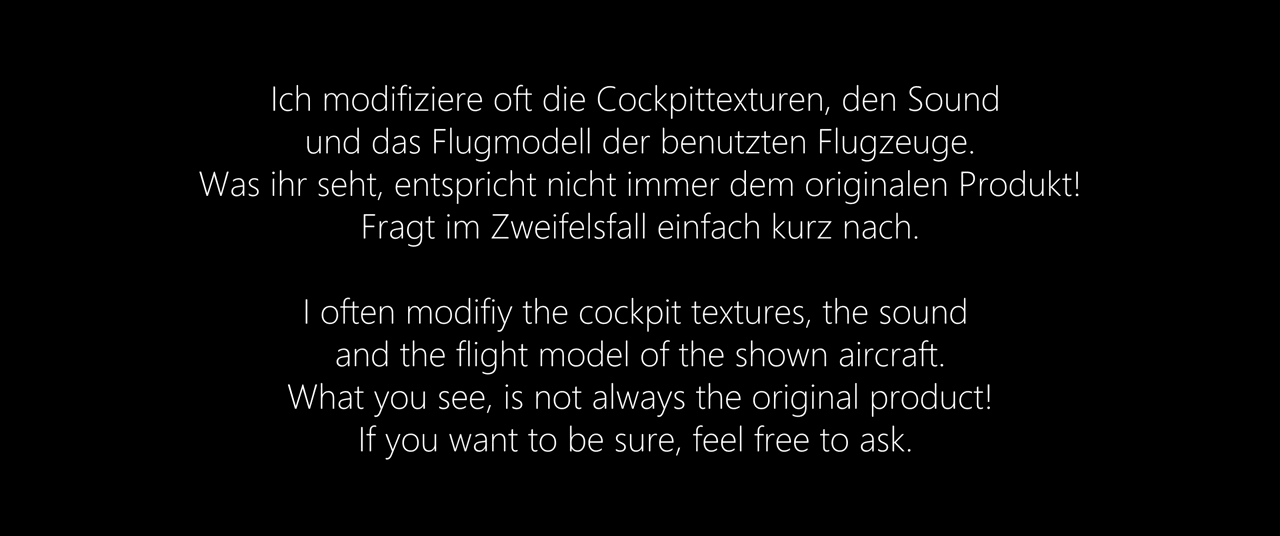 Ich modifiziere oft die Cockpittexturen, den Sound
und das Flugmodell der benutzten Flugzeuge.
Was ihr seht, entspricht nicht immer dem originalen Produkt!
Fragt im Zweifelsfall einfach kurz nach.
I often modifiy the cockpit textures, the sound
and the flight model of the shown aircraft.
What you see, is not always the original product!
If you want to be sure, feel free to ask.